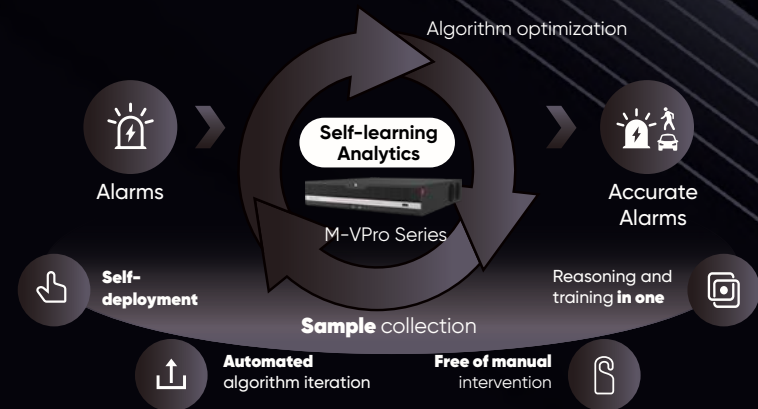 Algorithm optimization
Self-learning
Analytics
Alarms
M-VPro Series
Accurate
Alarms
Self-
deployment
Reasoning and
training in one
Sample collection
Automated
algorithm iteration
Free of manual
intervention